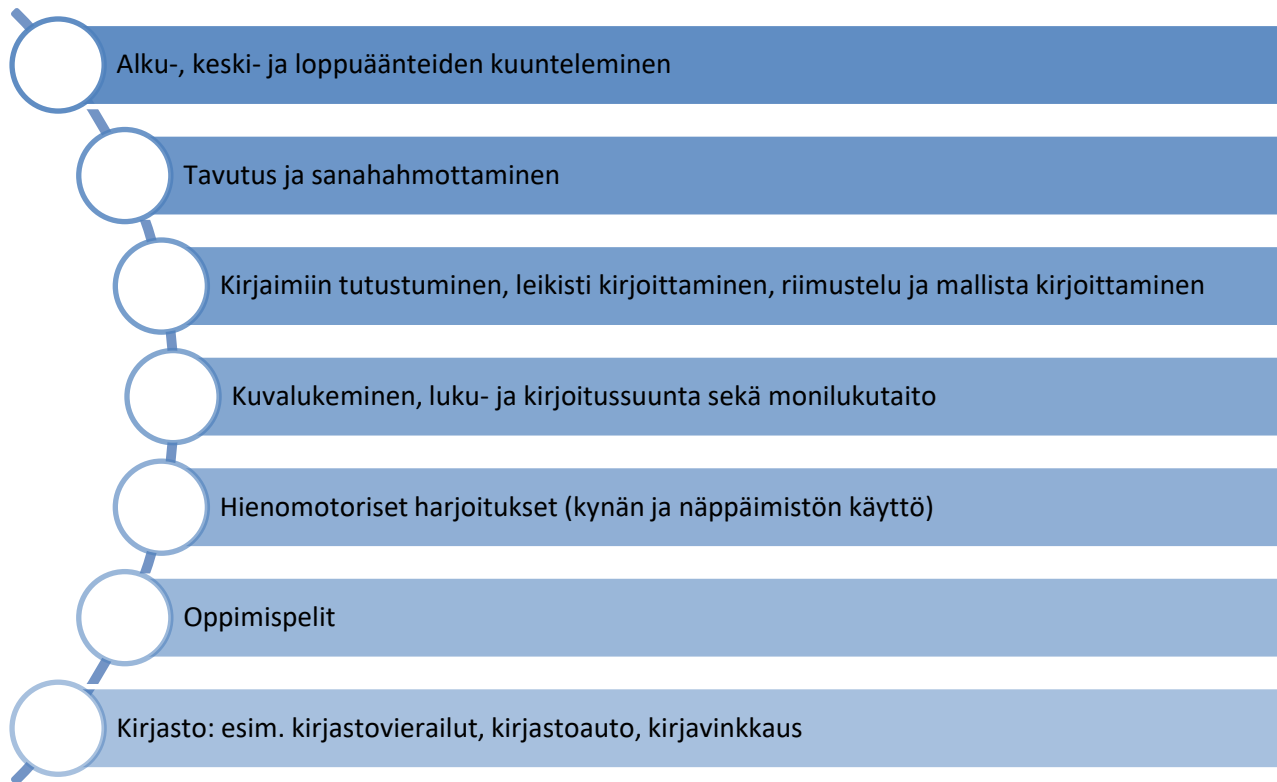 Alku-, keski- ja loppuäänteiden kuunteleminen
Tavutus ja sanahahmottaminen
Kirjaimiin tutustuminen, leikisti kirjoittaminen, riimustelu ja mallista kirjoittaminen
Kuvalukeminen, luku- ja kirjoitussuunta sekä monilukutaito
Hienomotoriset harjoitukset (kynän ja näppäimistön käyttö)
Oppimispelit
Kirjasto: esim. kirjastovierailut, kirjastoauto, kirjavinkkaus